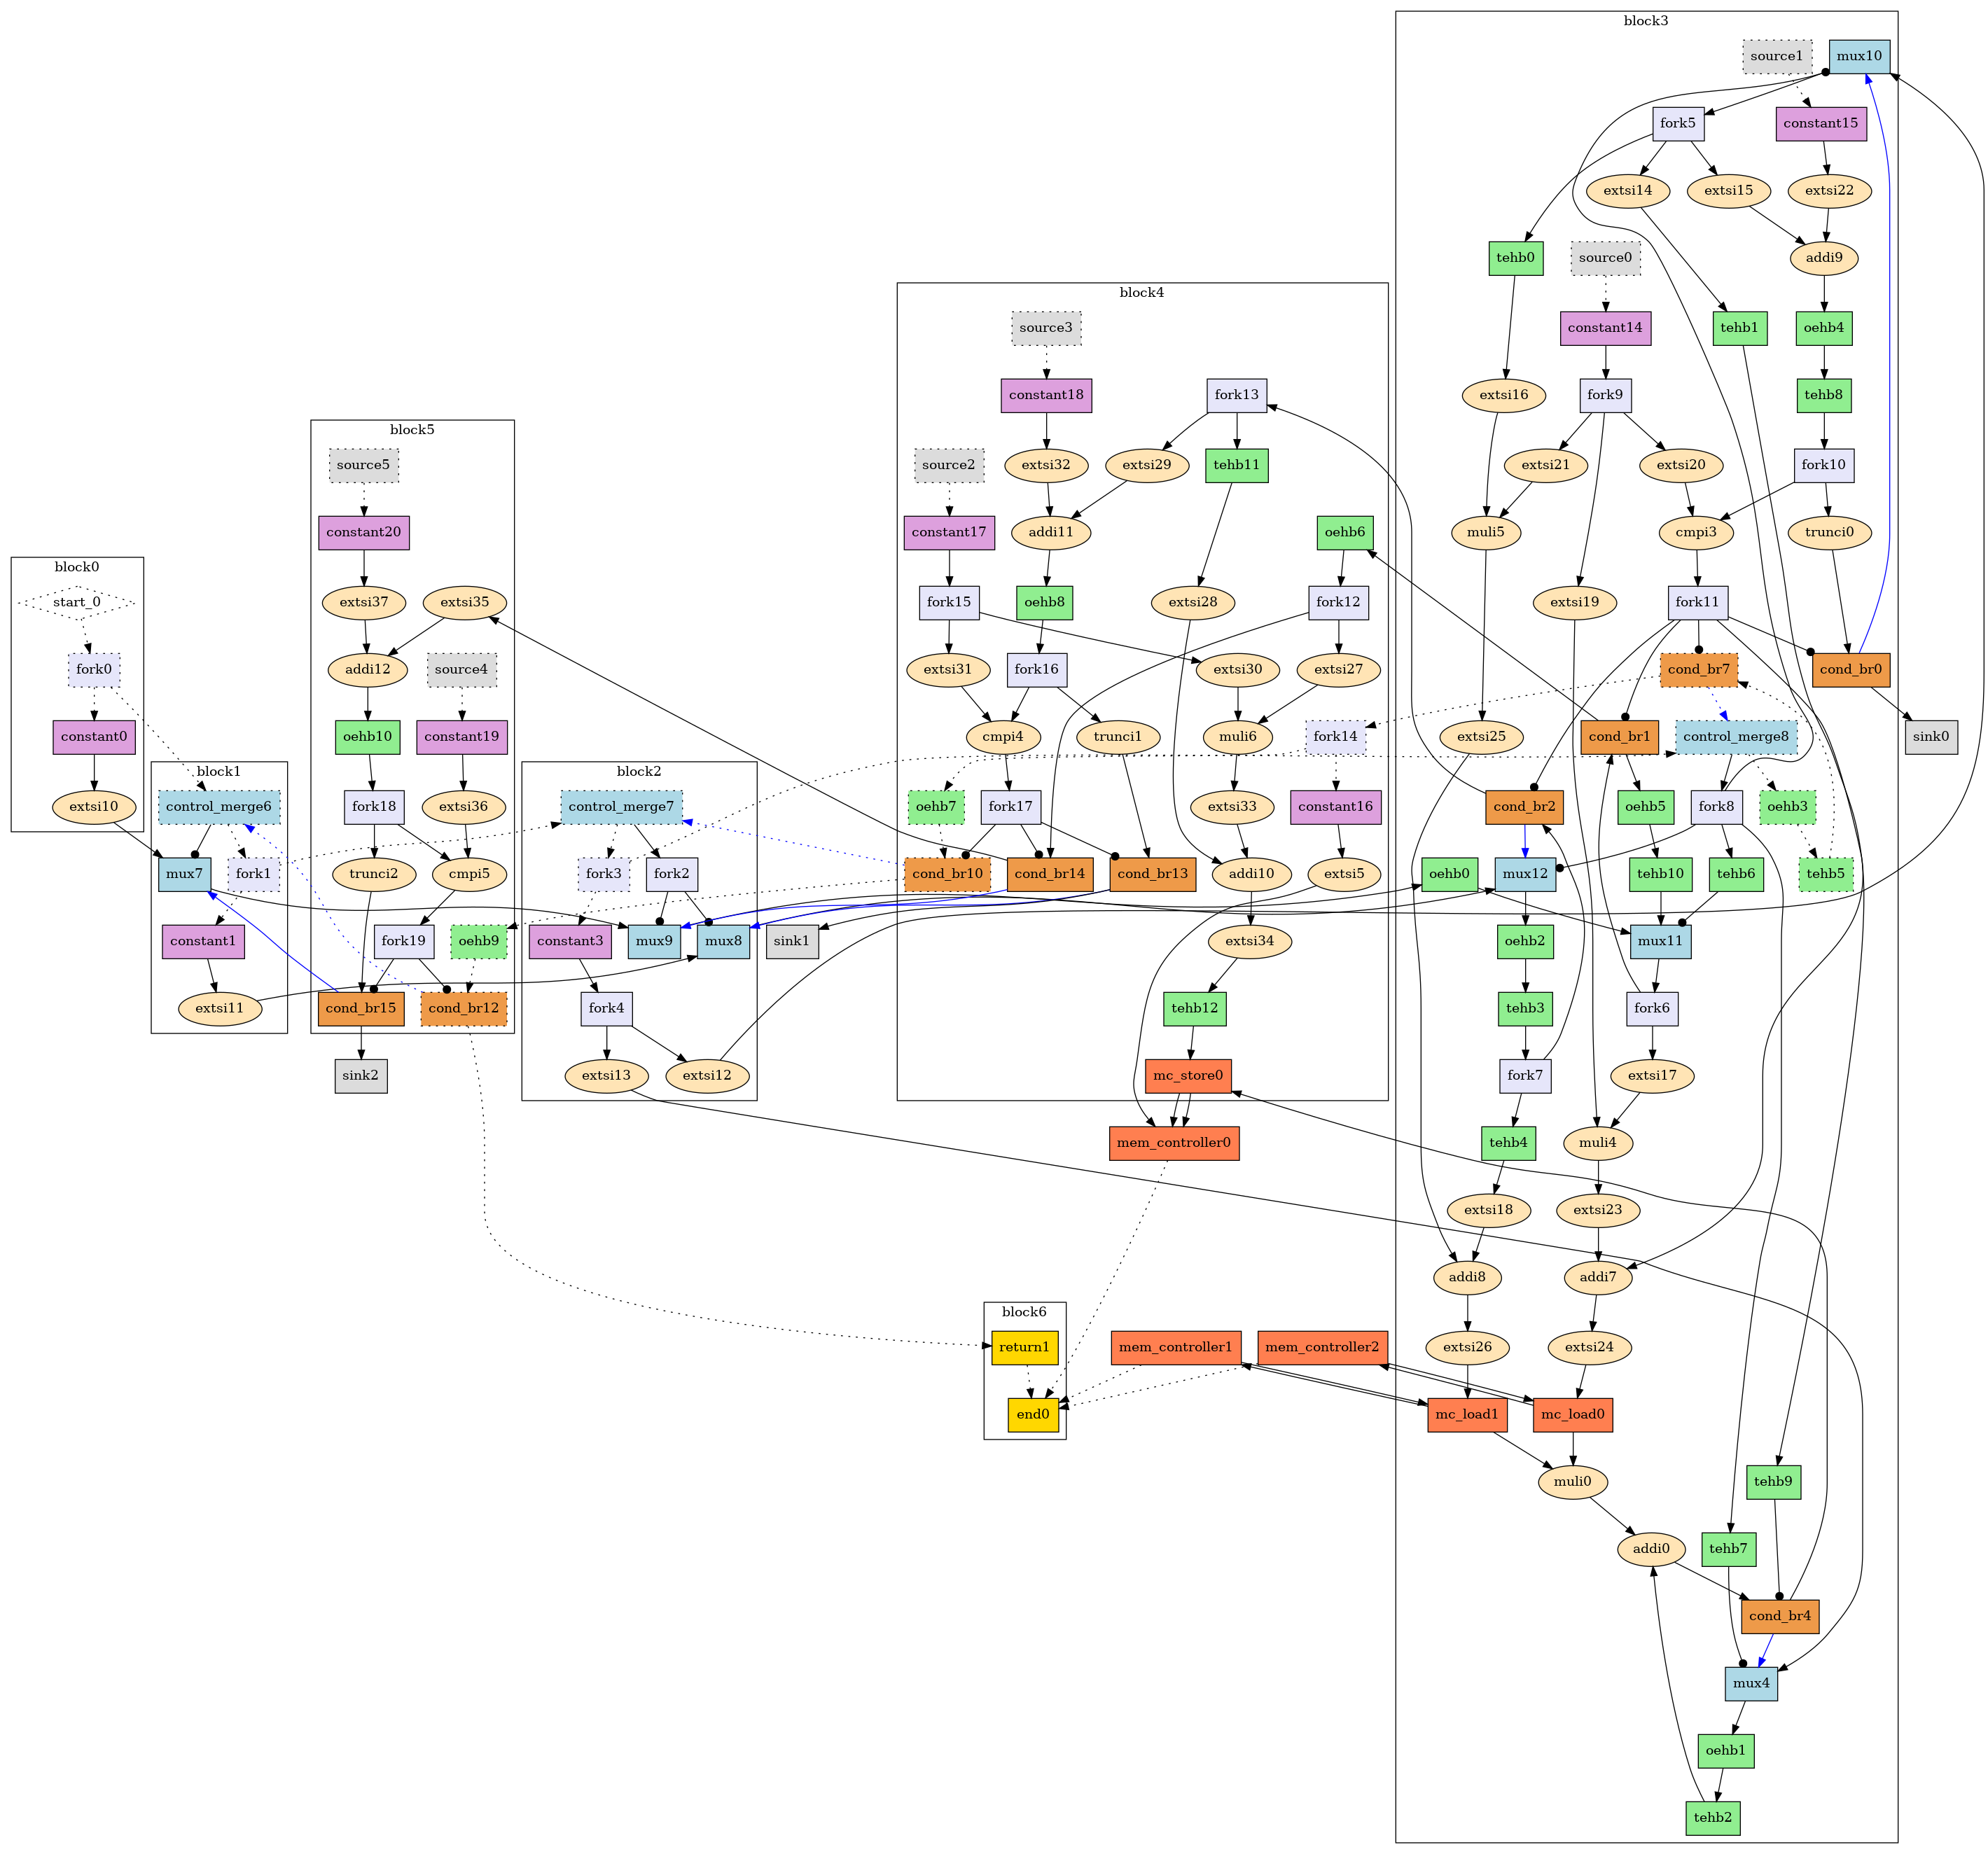 block3
source1
mux10
fork5
constant15
extsi14
extsi15
extsi22
tehb0
source0
addi9
constant14
tehb1
oehb4
extsi16
fork9
tehb8
extsi21
extsi20
fork10
muli5
cmpi3
trunci0
extsi19
fork11
cond_br7
cond_br0
extsi25
cond_br1
control_merge8
sink0
cond_br2
oehb5
fork8
oehb3
oehb0
mux12
tehb10
tehb6
tehb5
oehb2
mux11
tehb3
fork6
fork7
extsi17
tehb4
muli4
extsi18
extsi23
addi8
addi7
extsi26
extsi24
mc_load1
mc_load0
muli0
tehb9
addi0
tehb7
cond_br4
mux4
oehb1
tehb2
block4
source3
constant18
fork13
source2
extsi32
extsi29
tehb11
constant17
addi11
oehb6
fork15
oehb8
extsi28
fork12
extsi31
fork16
extsi30
extsi27
cmpi4
trunci1
muli6
fork14
oehb7
fork17
extsi33
constant16
cond_br10
cond_br14
cond_br13
addi10
extsi5
extsi34
tehb12
mc_store0
mem_controller0
block5
source5
constant20
extsi37
extsi35
addi12
source4
oehb10
constant19
fork18
extsi36
trunci2
cmpi5
fork19
oehb9
cond_br15
cond_br12
sink2
block0
start_0
fork0
constant0
extsi10
block1
control_merge6
mux7
fork1
constant1
extsi11
block2
control_merge7
fork3
fork2
constant3
mux9
mux8
sink1
fork4
extsi13
extsi12
block6
return1
end0
mem_controller1
mem_controller2